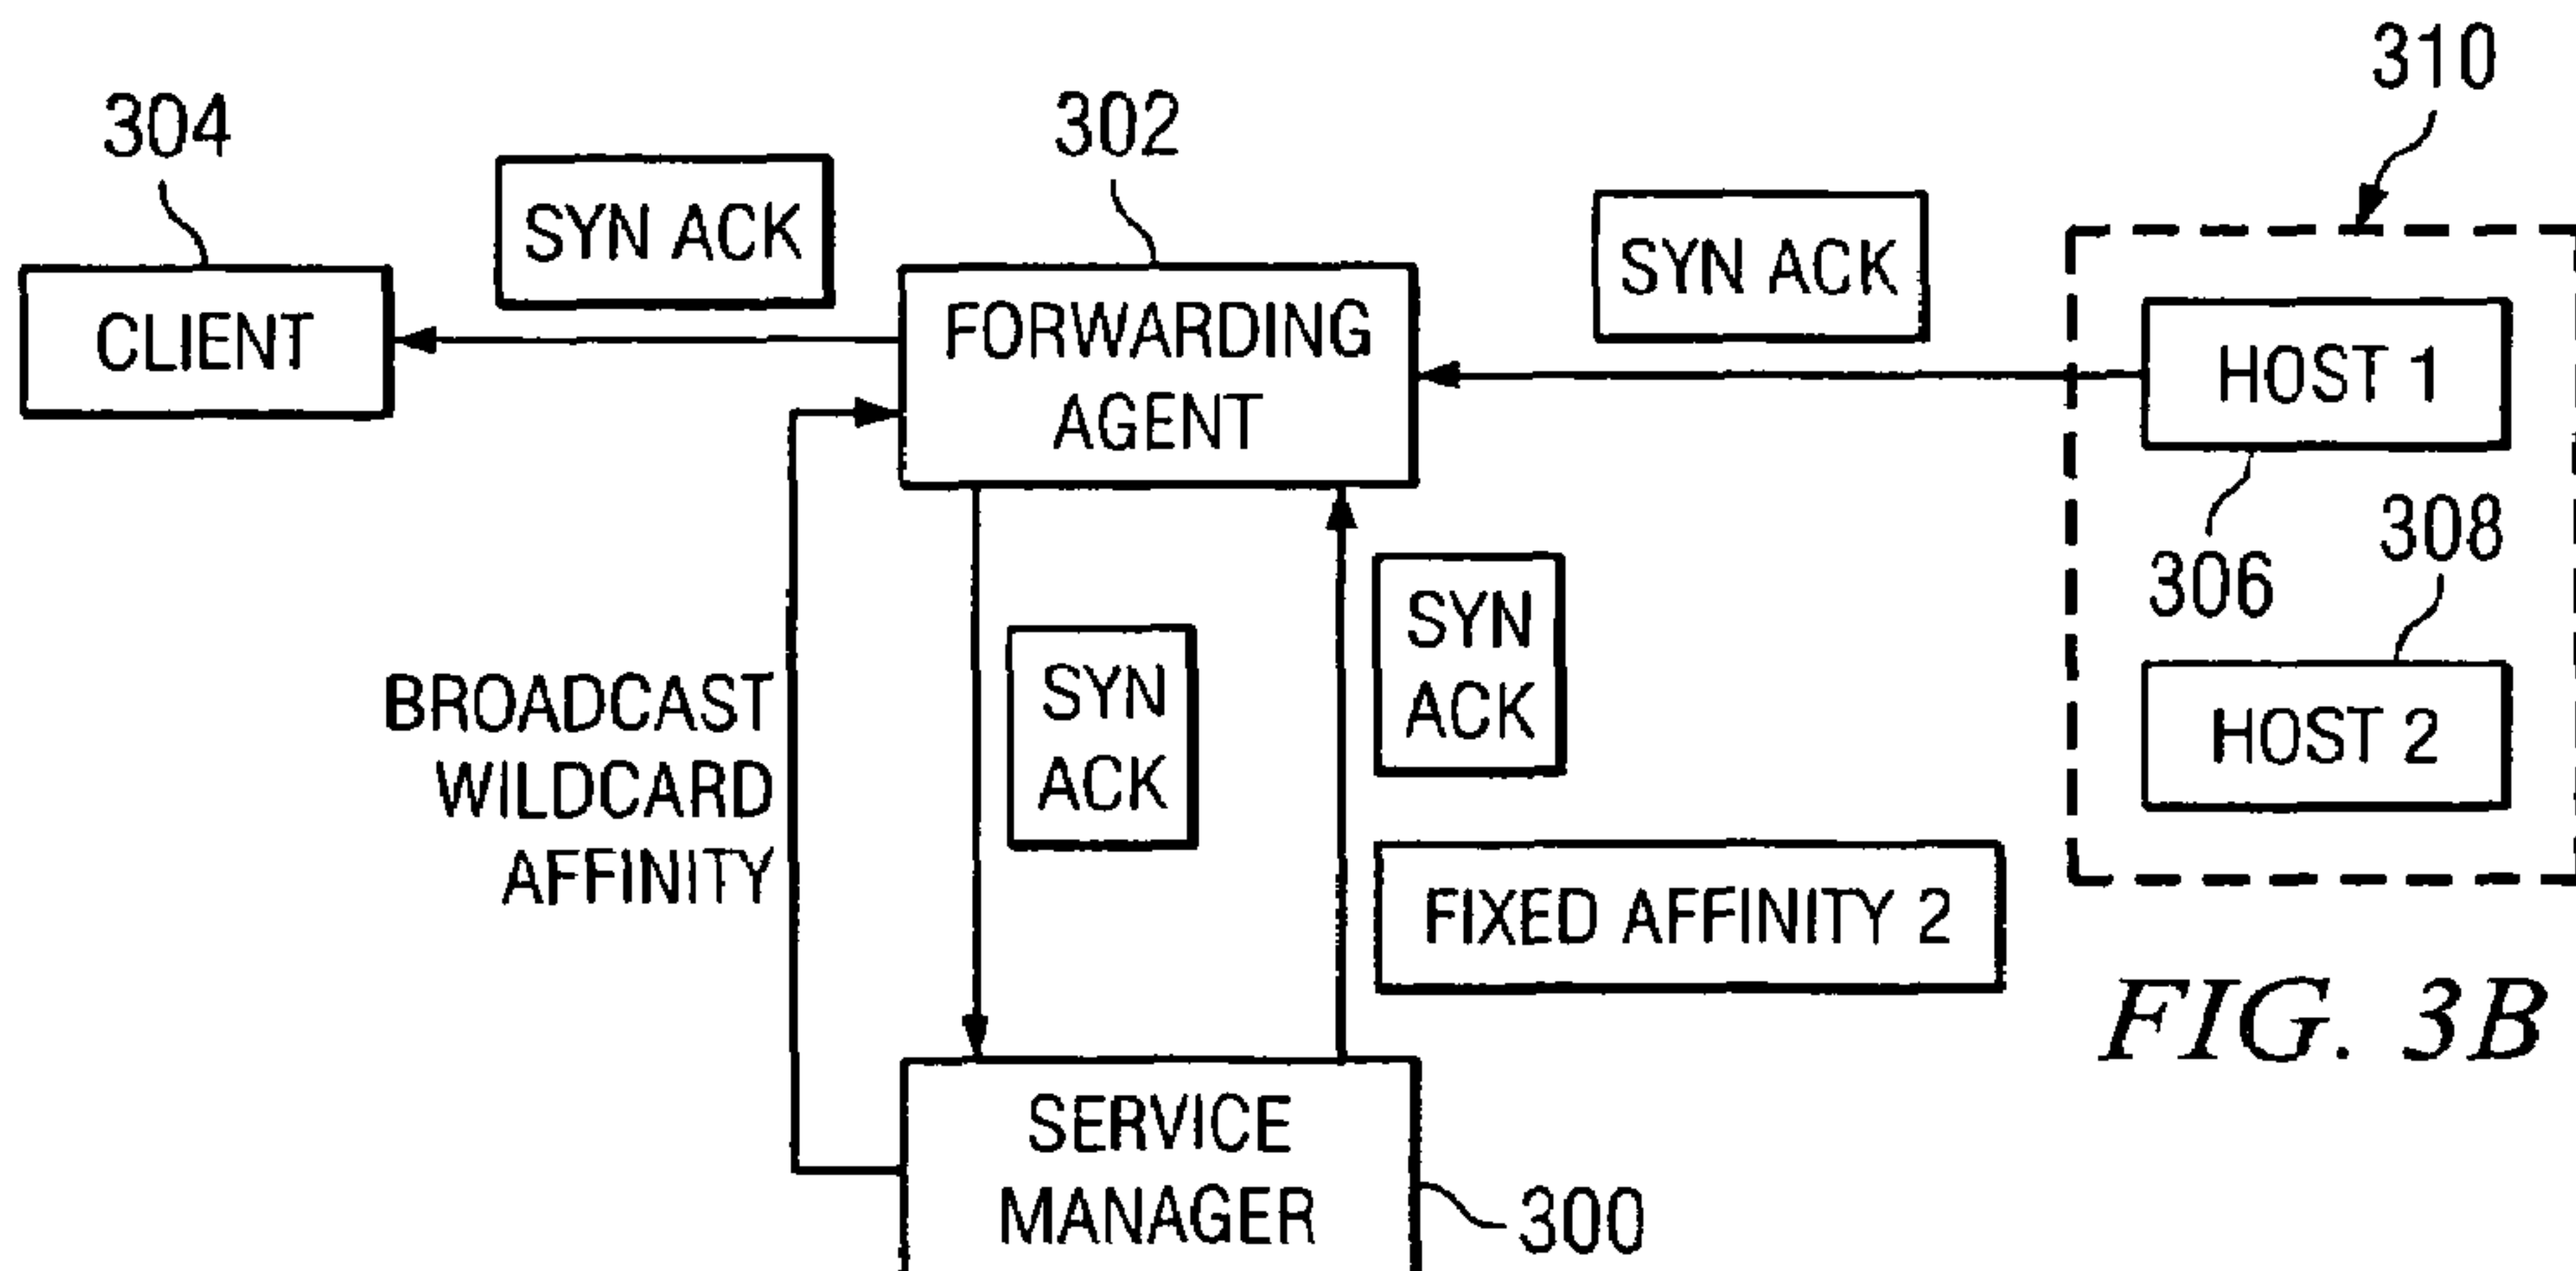 310
304
302
SYN ACK
SYN ACK
CLIENT
FORWARDING
AGENT
HOST 1
306
308
SYN
ACK
SYN
ACK
BROADCAST
WILDCARD
AFFINITY
HOST 2
FIXED AFFINITY 2
FIG. 3B
SERVICE
MANAGER
300